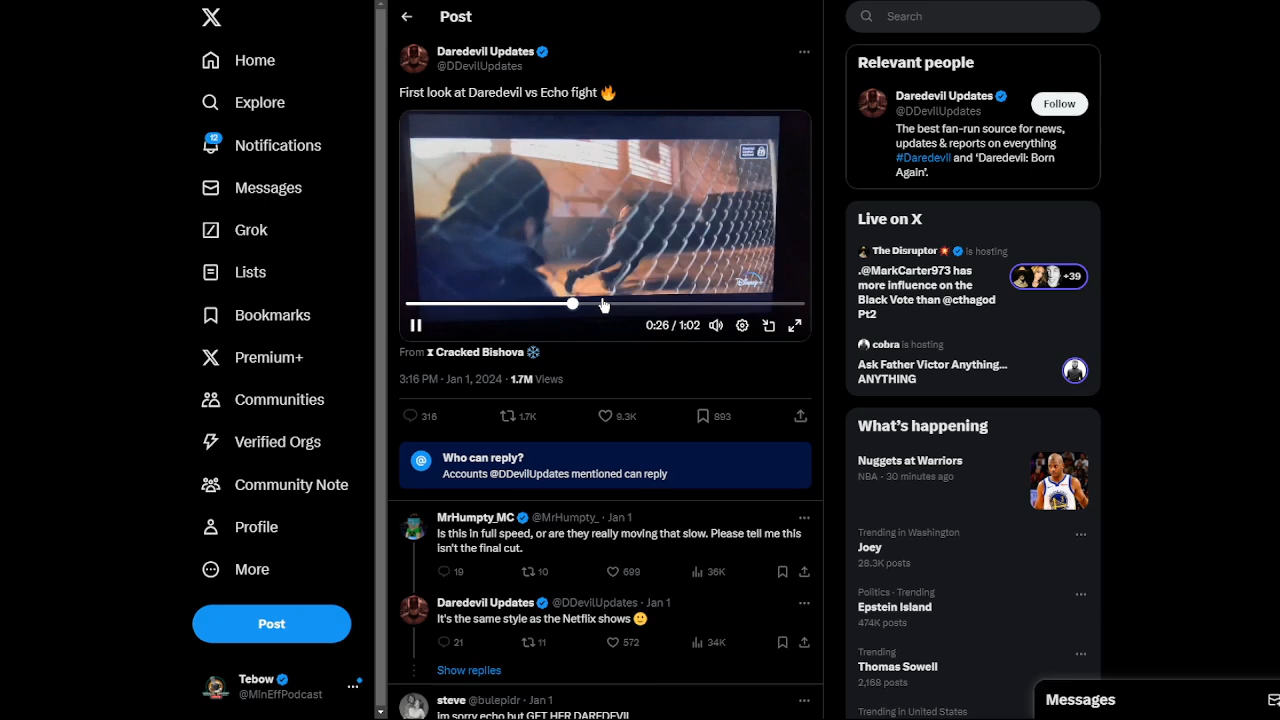 Home
Explore
12
Notifications
Messages
Grok
Lists
Bookmarks
Premium+
Communities
Verified Orgs
Community Note
Profile
More
Post
Tebow
@MinEffPodcast
Post
Daredevil Updates
@DDevilUpdates
First look at Daredevil vs Echo fight 🔥
Disney+
0:26 / 1:02
From ⧗ Cracked Bishova ❄️
3:16 PM · Jan 1, 2024 · 1.7M Views
316
1.7K
9.3K
893
Who can reply?
Accounts @DDevilUpdates mentioned can reply
MrHumpty_MC @MrHumpty_ · Jan 1
Is this in full speed, or are they really moving that slow. Please tell me this
isn't the final cut.
19
10
699
36K
Daredevil Updates @DDevilUpdates · Jan 1
It's the same style as the Netflix shows 🙂
21
11
572
34K
Show replies
steve @bulepldr · Jan 1
im sorry echo but GET HER DAREDEVIL
Search
Relevant people
Daredevil Updates
@DDevilUpdates
Follow
The best fan-run source for news,
updates & reports on everything
#Daredevil and ‘Daredevil: Born
Again’.
Live on X
The Disruptor💥 is hosting
.@MarkCarter973 has
more influence on the
Black Vote than @cthagod
Pt2
+39
cobra is hosting
Ask Father Victor Anything...
ANYTHING
What’s happening
Nuggets at Warriors
NBA · 30 minutes ago
Trending in Washington
Joey
28.3K posts
Politics · Trending
Epstein Island
474K posts
Trending
Thomas Sowell
2,168 posts
Trending in United States
Messages